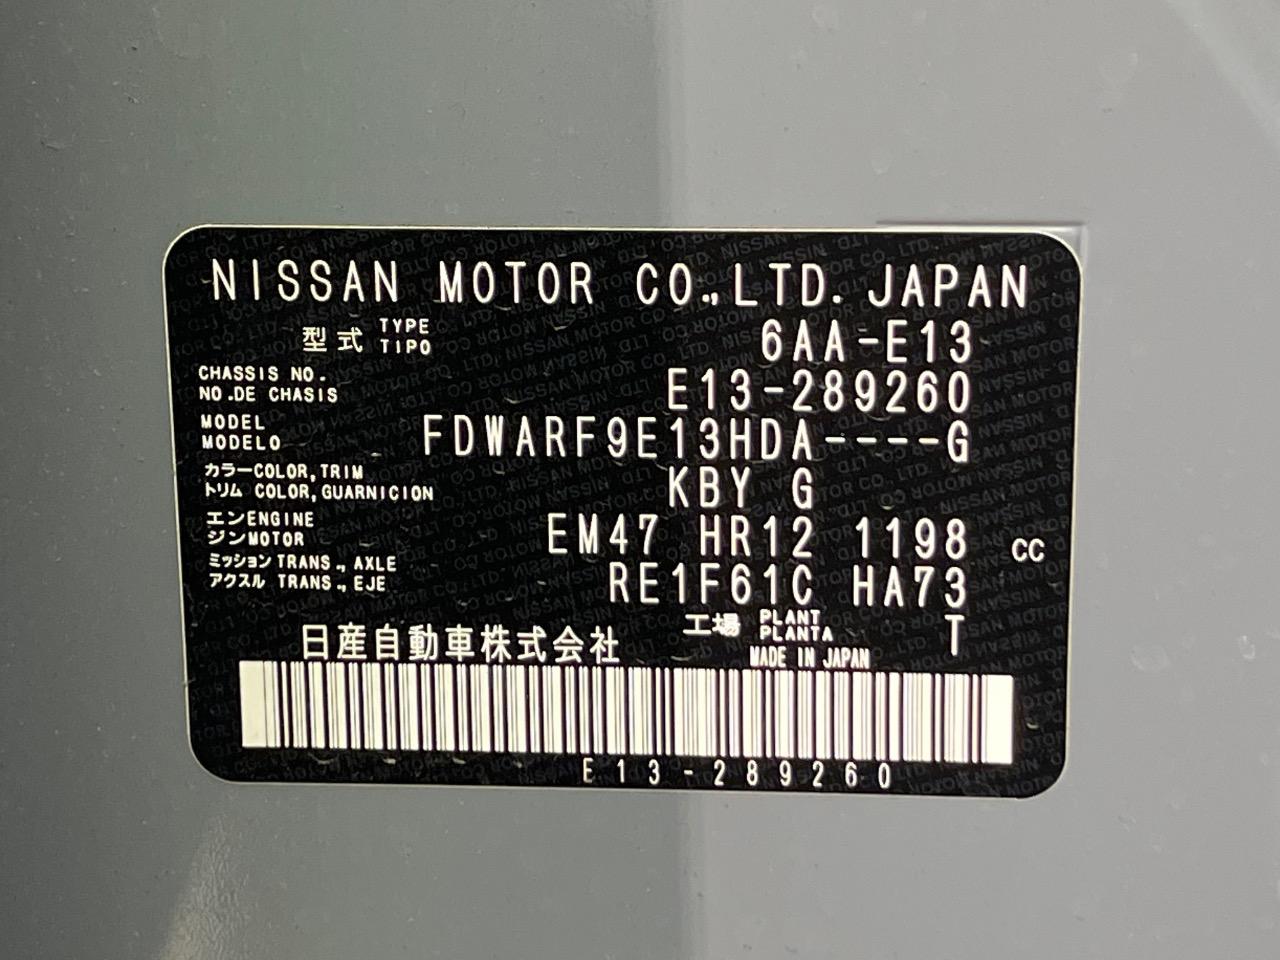 NISSAN MOTOR CO.,LTD. JAPAN
型式 TYPE TIPO 6AA-E13
CHASSIS NO. NO.DE CHASIS E13-289260
MODEL MODELO FDWARF9E13HDA----G
カラー COLOR,TRIM
トリム COLOR,GUARNICION KBY G
エン ENGINE
ジン MOTOR EM47 HR12 1198 CC
ミッション TRANS.,AXLE
アクスル TRANS.,EJE RE1F61C HA73
工場 PLANT PLANTA T
日産自動車株式会社 MADE IN JAPAN
E13-289260